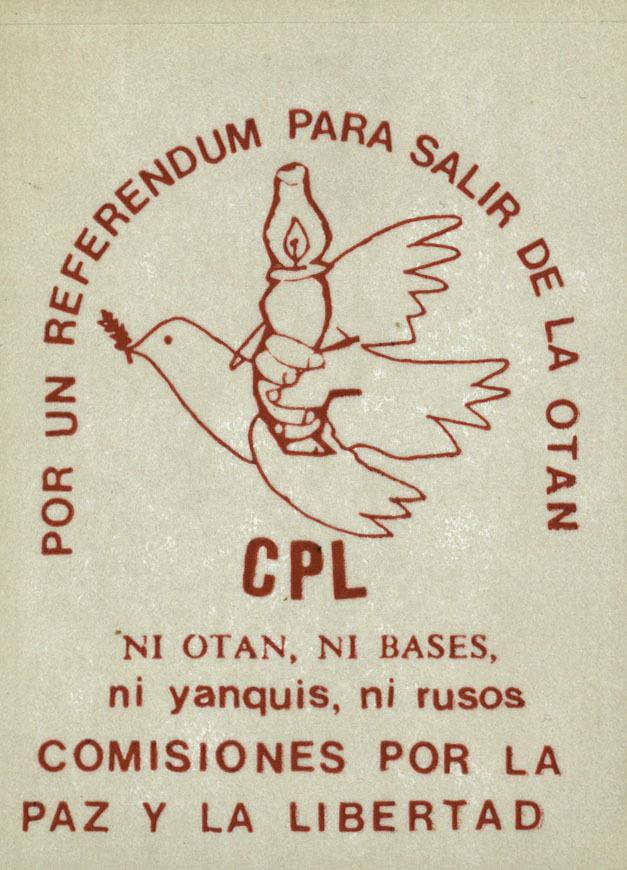 POR UN REFERENDUM PARA SALIR DE LA OTAN
CPL
NI OTAN, NI BASES,
ni yanquis, ni rusos
COMISIONES POR LA
PAZ Y LA LIBERTAD